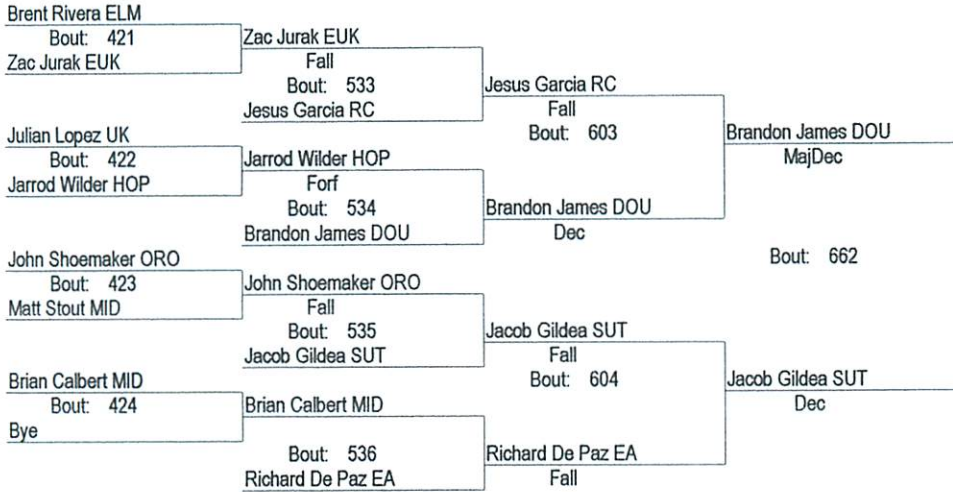 Brent Rivera ELM
Bout: 421
Zac Jurak EUK
Julian Lopez UK
Bout: 422
Jarrod Wilder HOP
John Shoemaker ORO
Bout: 423
Matt Stout MID
Brian Calbert MID
Bout: 424
Bye
Zac Jurak EUK
Fall
Bout: 533
Jesus Garcia RC
Jarrod Wilder HOP
Forf
Bout: 534
Brandon James DOU
John Shoemaker ORO
Fall
Bout: 535
Jacob Gildea SUT
Brian Calbert MID
Bout: 536
Richard De Paz EA
Jesus Garcia RC
Fall
Bout: 603
Brandon James DOU
Dec
Jacob Gildea SUT
Fall
Bout: 604
Richard De Paz EA
Fall
Brandon James DOU
MajDec
Bout: 662
Jacob Gildea SUT
Dec